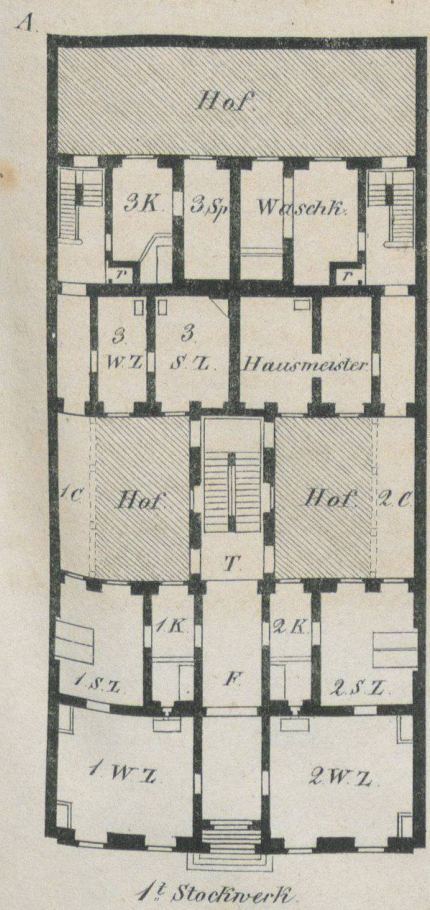 A.
Hof.
3 K. 3 Sp. Waschk.
r r
3. W. Z. 3. S. Z. Hausmeister.
1 C. Hof. Hof. 2. C.
T.
1 K. F. 2 K.
1. S. Z. 2. S. Z.
1. W. Z. 2. W. Z.
1t. Stockwerk.